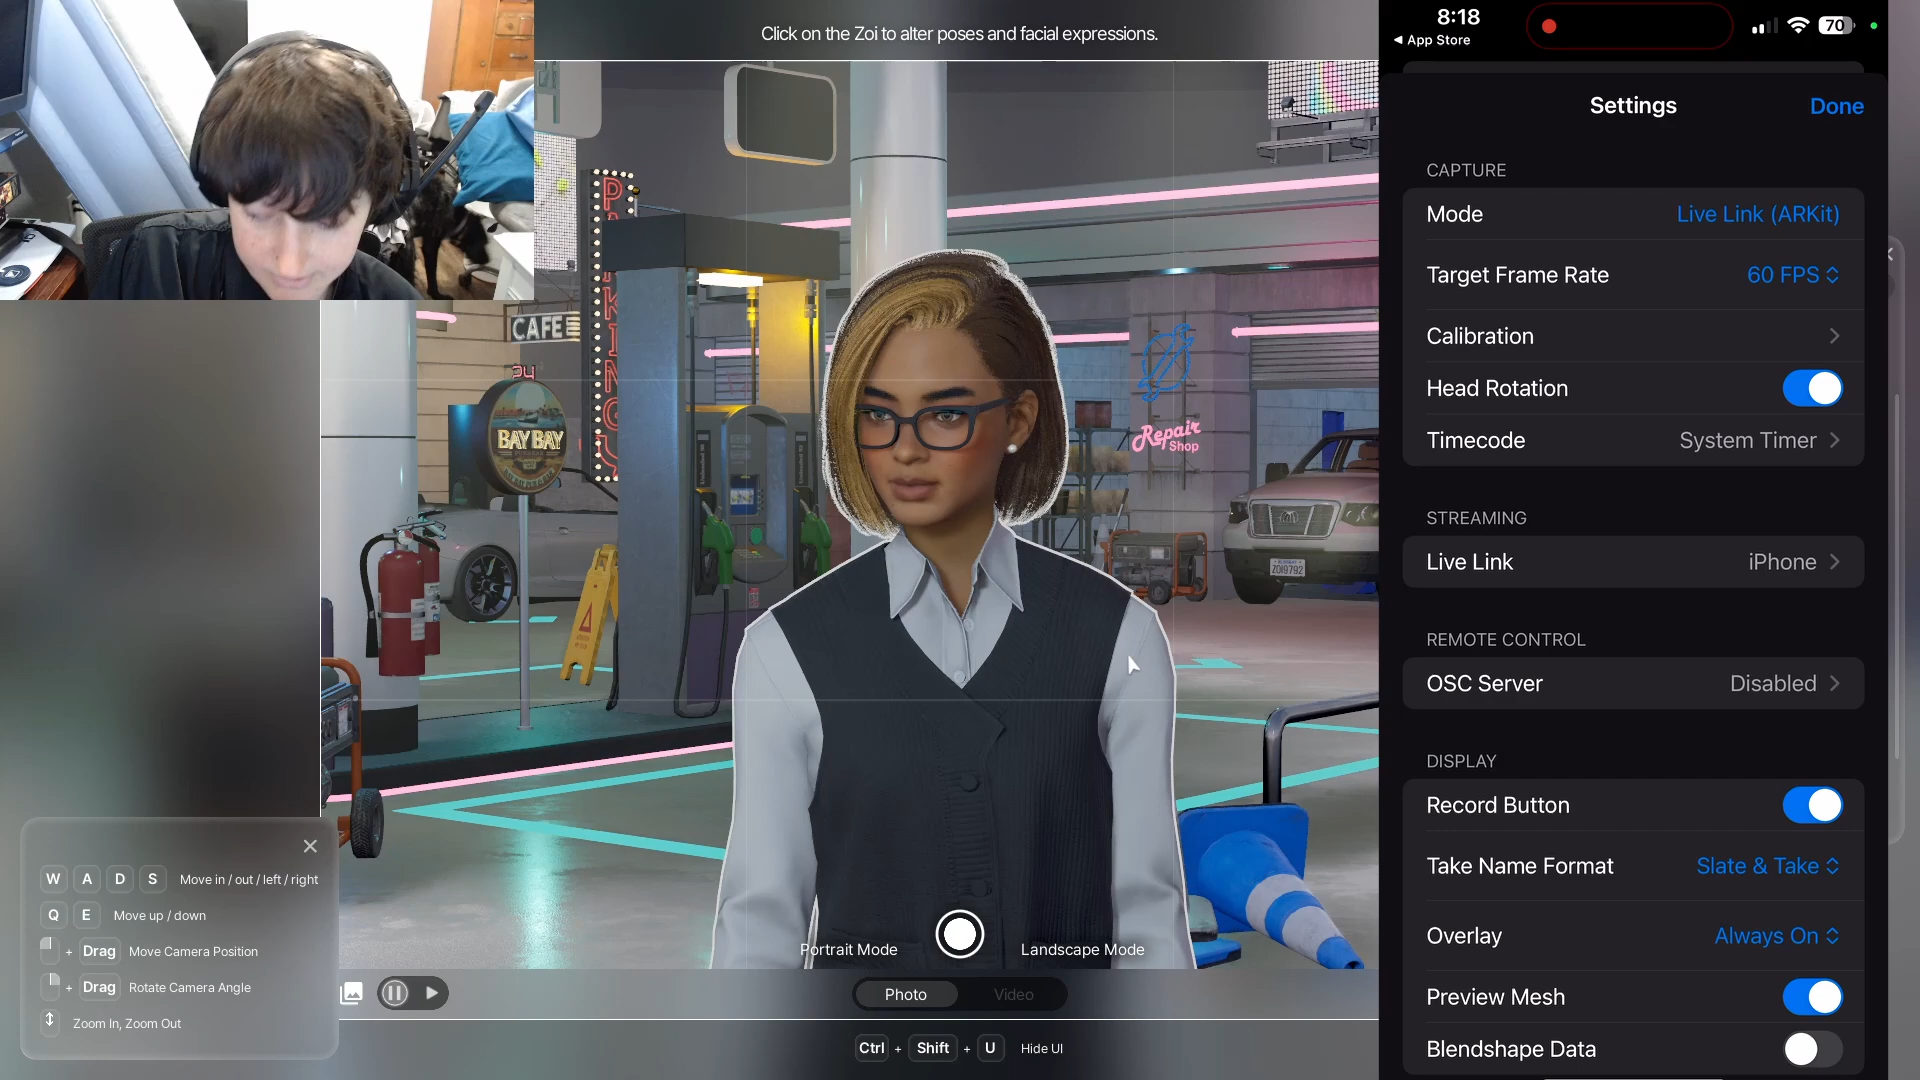 Click on the Zoi to alter poses and facial expressions.
8:18
70
App Store
Settings
Done
CAPTURE
Mode
Live Link (ARKit)
Target Frame Rate
60 FPS
Calibration
Head Rotation
Timecode
System Timer
STREAMING
Live Link
iPhone
REMOTE CONTROL
OSC Server
Disabled
DISPLAY
Record Button
Take Name Format
Slate & Take
Overlay
Always On
Preview Mesh
Blendshape Data
PARKING
CAFE
BAY BAY
Repair
Shop
ZOI9792
W A D S Move in / out / left / right
Q E Move up / down
+ Drag Move Camera Position
+ Drag Rotate Camera Angle
Zoom In, Zoom Out
Portrait Mode
Landscape Mode
Photo
Video
Ctrl + Shift + U Hide UI